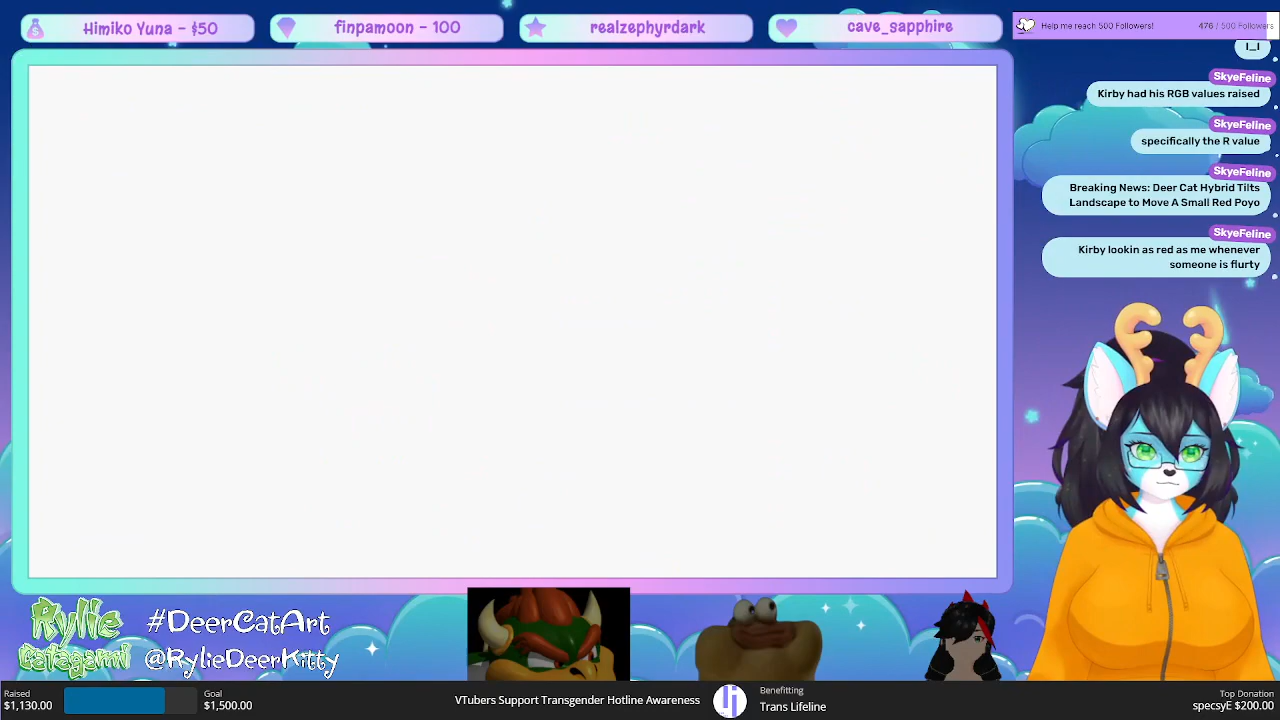 Himiko Yuna - $50
finpamoon - 100
realzephyrdark
cave_sapphire
Help me reach 500 Followers!
476 / 500 Followers
I_I
SkyeFeline
Kirby had his RGB values raised
SkyeFeline
specifically the R value
SkyeFeline
Breaking News: Deer Cat Hybrid Tilts
Landscape to Move A Small Red Poyo
SkyeFeline
Kirby lookin as red as me whenever
someone is flurty
Rylie
Categami
#DeerCatArt
@RylieDeerKitty
Raised
$1,130.00
Goal
$1,500.00
VTubers Support Transgender Hotline Awareness
Benefitting
Trans Lifeline
Top Donation
specsyE $200.00